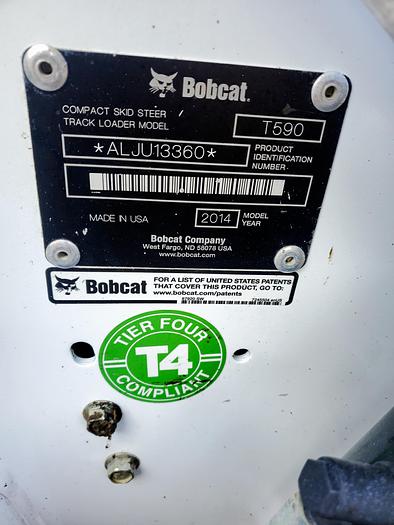 Bobcat.
COMPACT SKID STEER
TRACK LOADER MODEL
T590
*ALJU13360*
PRODUCT
IDENTIFICATION
NUMBER
MADE IN USA
2014
MODEL
YEAR
Bobcat Company
West Fargo, ND 58078 USA
www.bobcat.com
Bobcat
FOR A LIST OF UNITED STATES PATENTS
THAT COVER THIS PRODUCT, GO TO:
www.bobcat.com/patents
TIER FOUR
T4
COMPLIANT